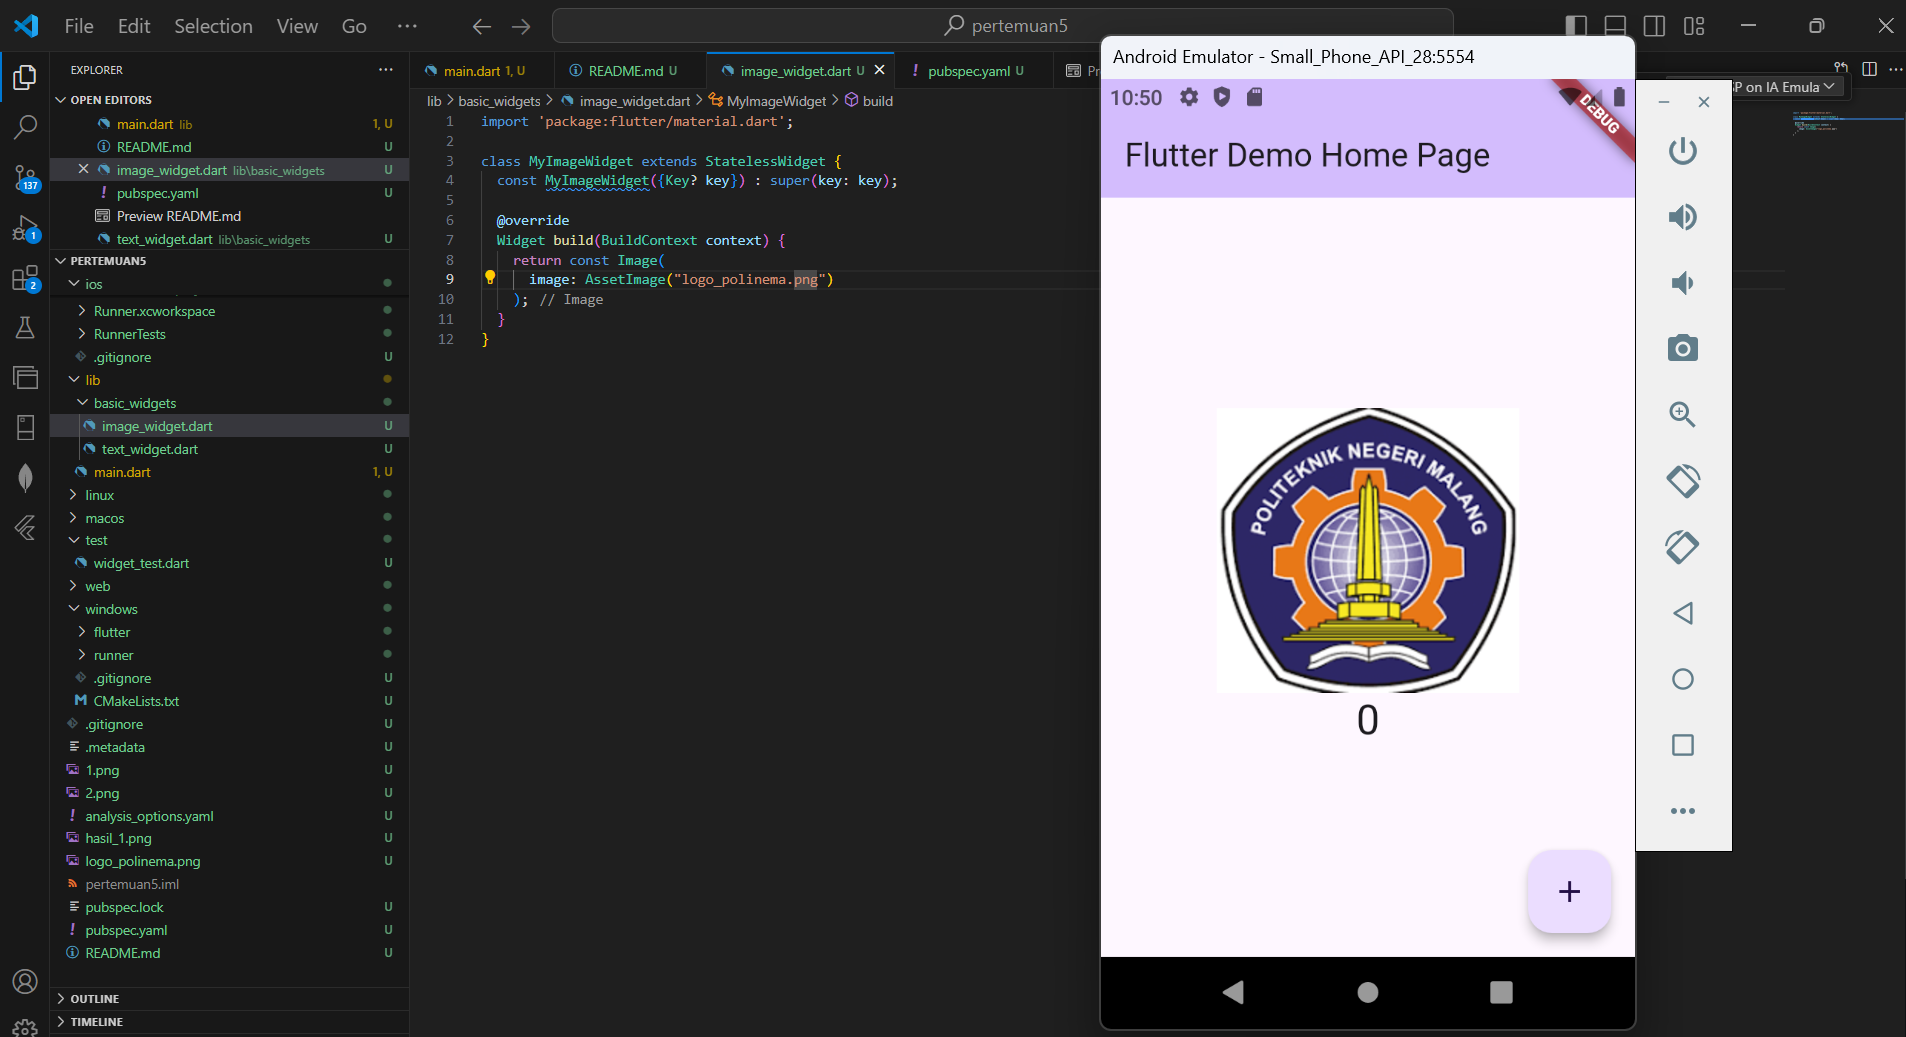 File Edit Selection View Go ···
pertemuan5
EXPLORER
OPEN EDITORS
main.dart lib 1, U
README.md U
image_widget.dart lib\basic_widgets U
pubspec.yaml U
Preview README.md
text_widget.dart lib\basic_widgets U
PERTEMUAN5
ios
Runner.xcworkspace
RunnerTests
.gitignore U
lib
basic_widgets
image_widget.dart U
text_widget.dart U
main.dart 1, U
linux
macos
test
widget_test.dart U
web
windows
flutter
runner
.gitignore U
CMakeLists.txt U
.gitignore U
.metadata U
1.png U
2.png U
analysis_options.yaml U
hasil_1.png U
logo_polinema.png U
pertemuan5.iml
pubspec.lock U
pubspec.yaml U
README.md U
OUTLINE
TIMELINE
137
1
2
main.dart 1, U README.md U image_widget.dart U pubspec.yaml U Pr
lib > basic_widgets > image_widget.dart > MyImageWidget > build
1 import 'package:flutter/material.dart';
2
3 class MyImageWidget extends StatelessWidget {
4 const MyImageWidget({Key? key}) : super(key: key);
5
6 @override
7 Widget build(BuildContext context) {
8 return const Image(
9 image: AssetImage("logo_polinema.png")
10 ); // Image
11 }
12 }
Android Emulator - Small_Phone_API_28:5554
10:50
DEBUG
Flutter Demo Home Page
POLITEKNIK NEGERI MALANG
0
+
P on IA Emula